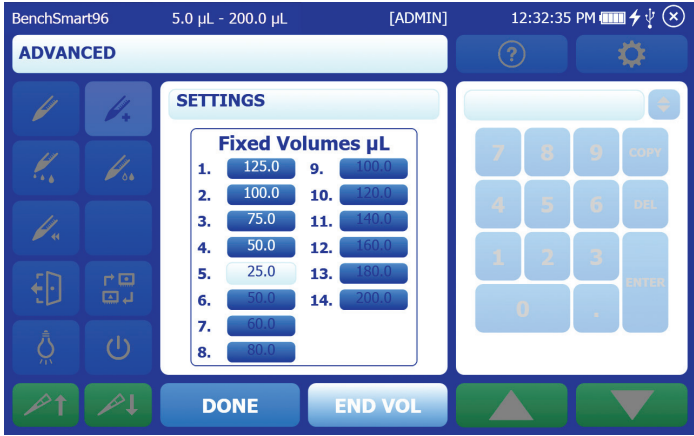 BenchSmart96 5.0 µL - 200.0 µL [ADMIN] 12:32:35 PM
ADVANCED
?
SETTINGS
Fixed Volumes µL
1. 125.0 9. 100.0
2. 100.0 10. 120.0
3. 75.0 11. 140.0
4. 50.0 12. 160.0
5. 25.0 13. 180.0
6. 50.0 14. 200.0
7. 60.0
8. 80.0
7 8 9 COPY
4 5 6 DEL
1 2 3 ENTER
0 .
DONE END VOL